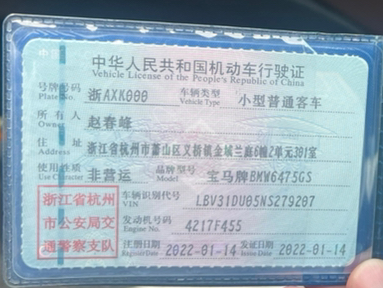 中华人民共和国机动车行驶证
Vehicle License of the People's Republic of China
号牌号码 浙AXK000 车辆类型 小型普通客车
Plate No. Vehicle Type
所有人 赵春峰
Owner
住址 浙江省杭州市萧山区义桥镇金城兰庭6幢2单元301室
Address
使用性质 非营运 品牌型号 宝马牌BMW6475GS
Use Character Model
浙江省杭州
市公安局交
通警察支队
车辆识别代号 LBV31DU05NS279207
VIN
发动机号码 4217F455
Engine No.
注册日期 2022-01-14 发证日期 2022-01-14
Register Date Issue Date